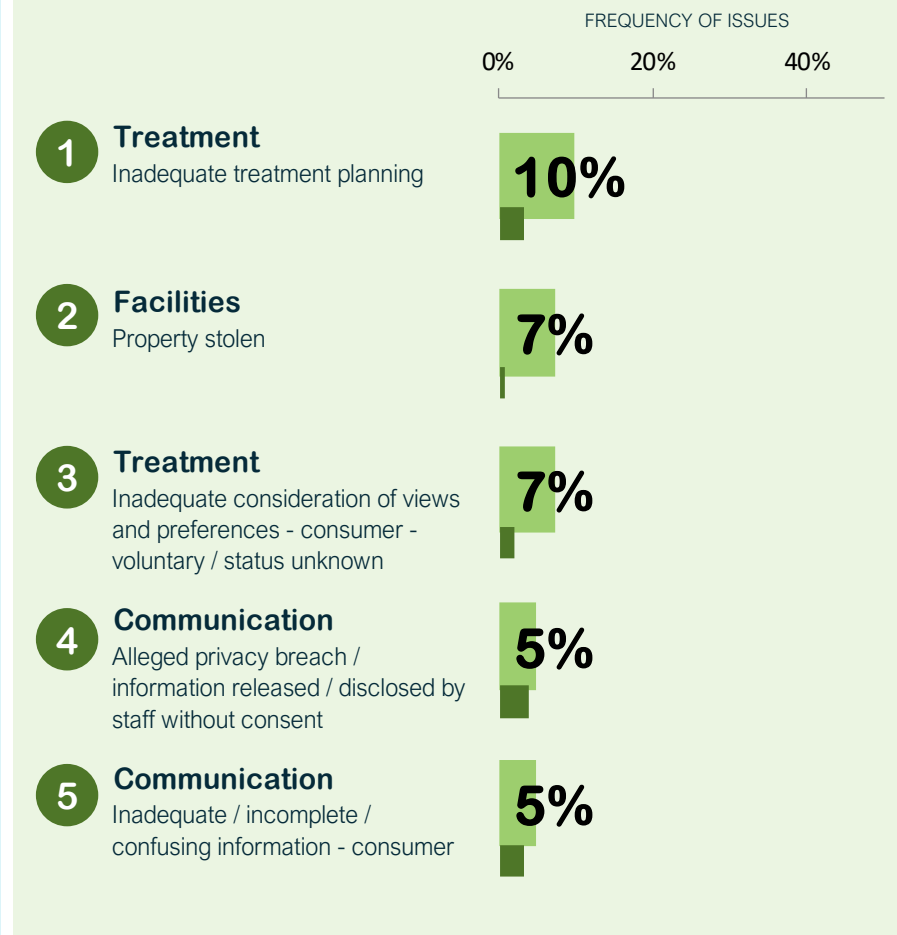 FREQUENCY OF ISSUES
0% 20% 40%
1 Treatment
Inadequate treatment planning
10%
2 Facilities
Property stolen
7%
3 Treatment
Inadequate consideration of views
and preferences - consumer -
voluntary / status unknown
7%
4 Communication
Alleged privacy breach /
information released / disclosed by
staff without consent
5%
5 Communication
Inadequate / incomplete /
confusing information - consumer
5%